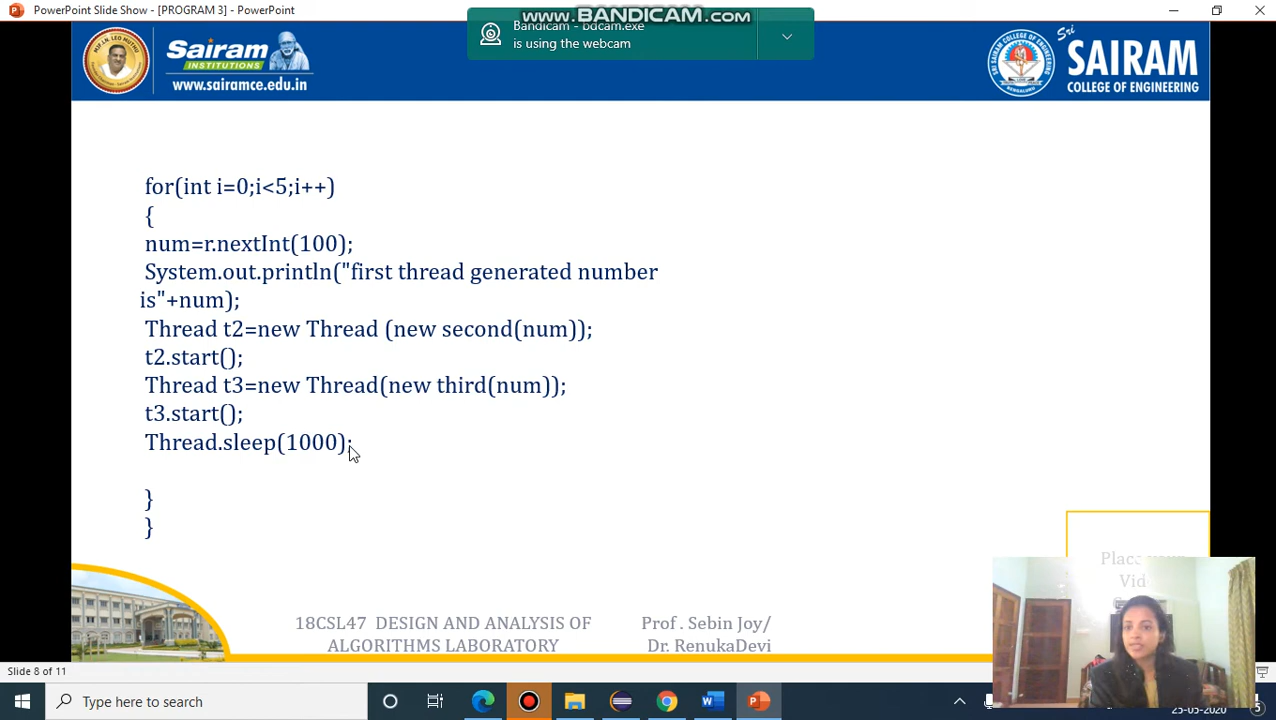 PowerPoint Slide Show - [PROGRAM 3] - PowerPoint
www.BANDICAM.com
Bandicam - bdcam.exe
is using the webcam
Sairam
INSTITUTIONS
www.sairamce.edu.in
Sri
SAIRAM
COLLEGE OF ENGINEERING
for(int i=0;i<5;i++)
{
num=r.nextInt(100);
System.out.println("first thread generated number
is"+num);
Thread t2=new Thread (new second(num));
t2.start();
Thread t3=new Thread(new third(num));
t3.start();
Thread.sleep(1000);
}
}
Vid
18CSL47 DESIGN AND ANALYSIS OF
ALGORITHMS LABORATORY
Prof . Sebin Joy/
Dr. RenukaDevi
Slide 8 of 11
Type here to search
25-05-2020
5